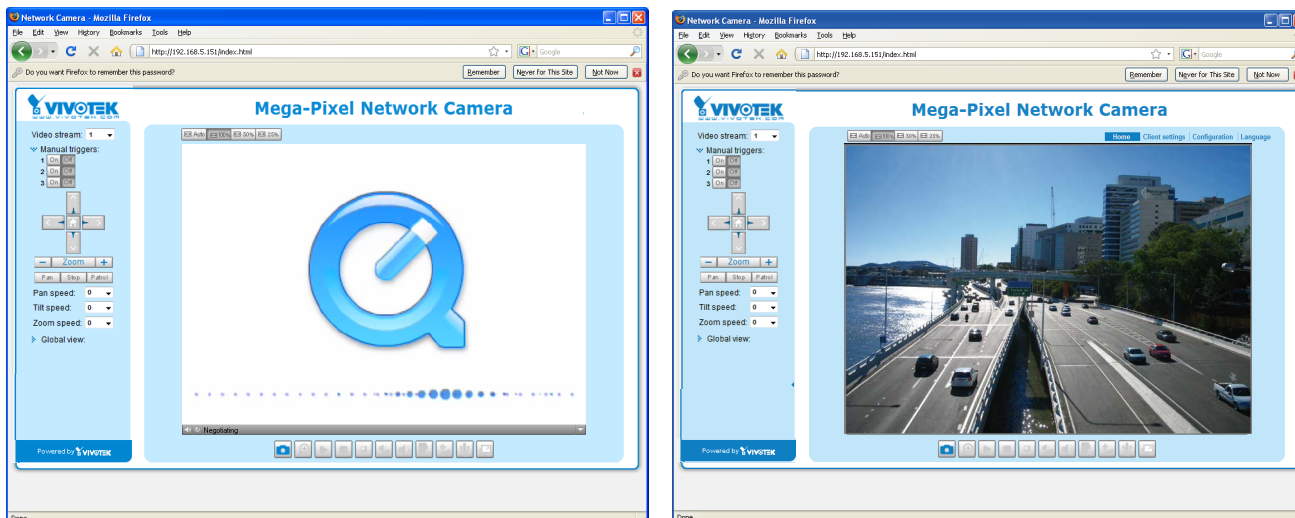 Network Camera - Mozilla Firefox
File Edit View History Bookmarks Tools Help
http://192.168.5.151/index.html
Google
Do you want Firefox to remember this password?
Remember
Never for This Site
Not Now
VIVOTEK
WWW.VIVOTEK.COM
Mega-Pixel Network Camera
Video stream: 1
Auto 100% 50% 25%
Manual triggers:
1 On Off
2 On Off
3 On Off
Zoom
Pan Stop Patrol
Pan speed: 0
Tilt speed: 0
Zoom speed: 0
Global view:
Negotiating
Powered by VIVOTEK
Done
Network Camera - Mozilla Firefox
File Edit View History Bookmarks Tools Help
http://192.168.5.151/index.html
Google
Do you want Firefox to remember this password?
Remember
Never for This Site
Not Now
VIVOTEK
WWW.VIVOTEK.COM
Mega-Pixel Network Camera
Video stream: 1
Auto 100% 50% 25%
Home Client settings Configuration Language
Manual triggers:
1 On Off
2 On Off
3 On Off
Zoom
Pan Stop Patrol
Pan speed: 0
Tilt speed: 0
Zoom speed: 0
Global view:
Powered by VIVOTEK
Done